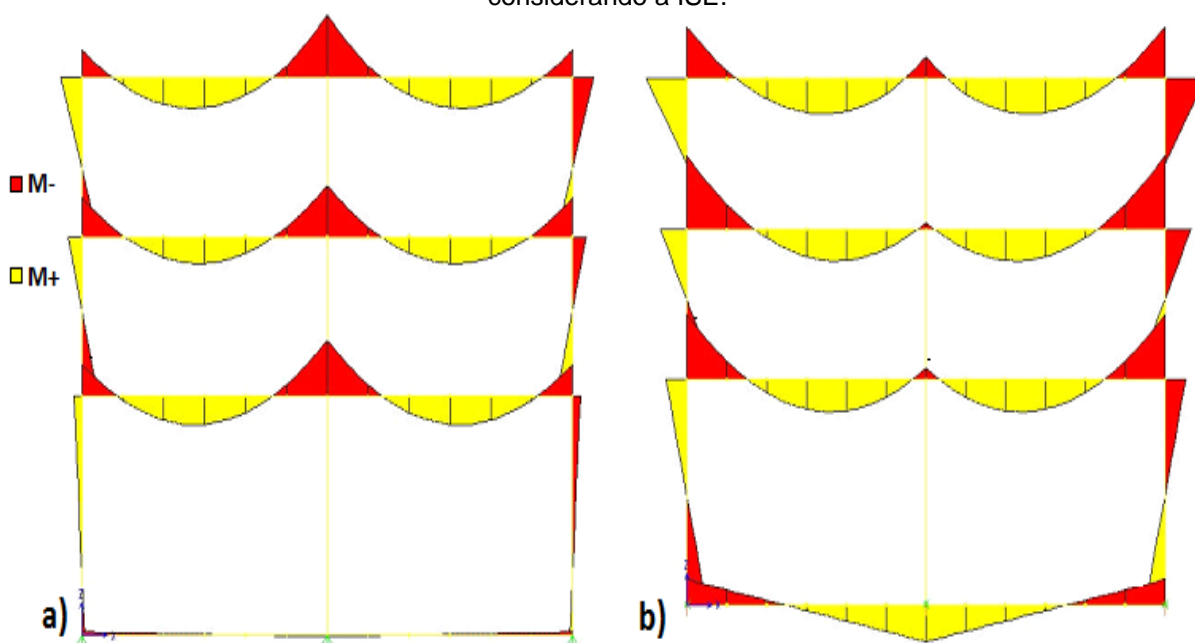 considerando a ISE.
M-
M+
a)
b)